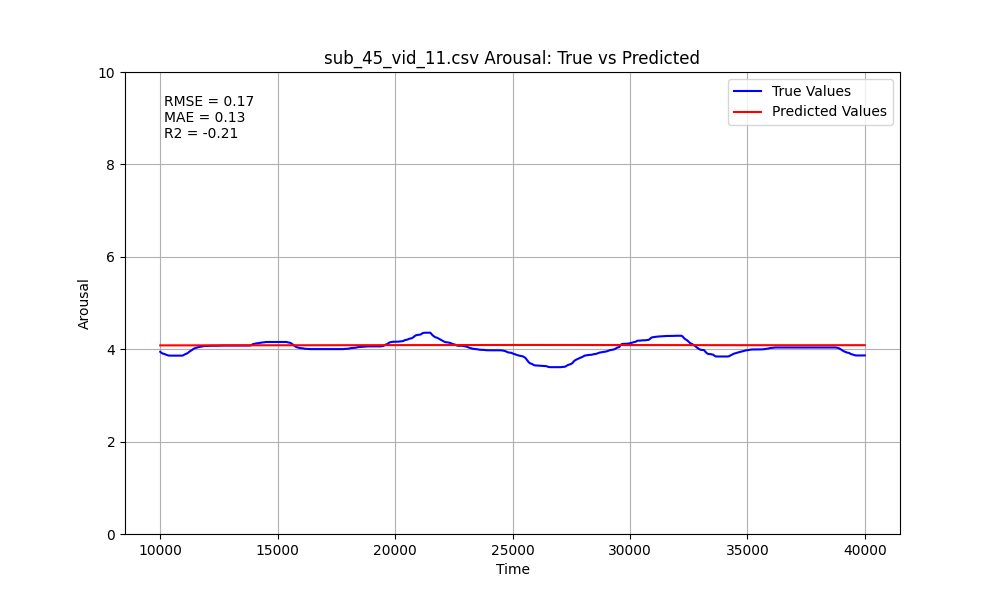 sub_45_vid_11.csv Arousal: True vs Predicted
RMSE = 0.17
MAE = 0.13
R2 = -0.21
True Values
Predicted Values
Arousal
10
8
6
4
2
0
10000
15000
20000
25000
30000
35000
40000
Time